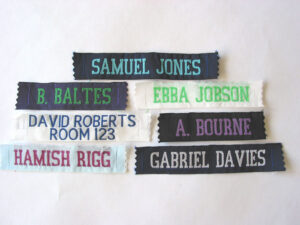 SAMUEL JONES
B. BALTES
EBBA JOBSON
DAVID ROBERTS
ROOM 123
A. BOURNE
HAMISH RIGG
GABRIEL DAVIES